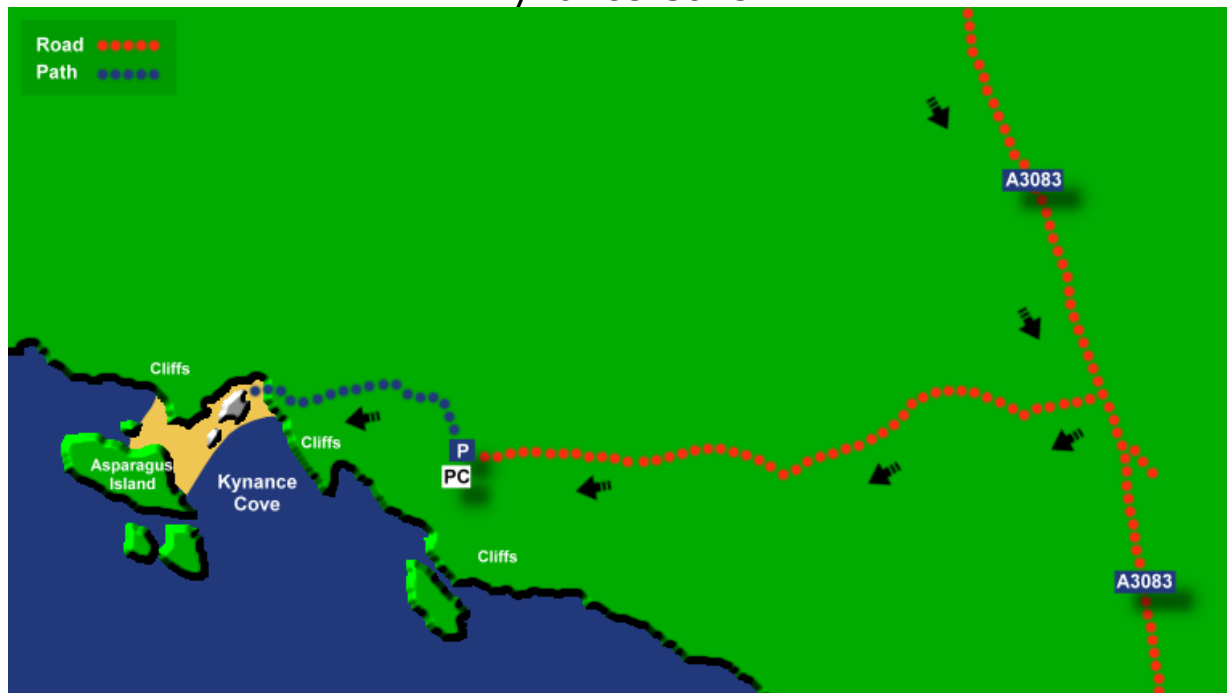 Road
Path
A3083
Cliffs
Cliffs
P
PC
Asparagus
Island
Kynance
Cove
Cliffs
A3083